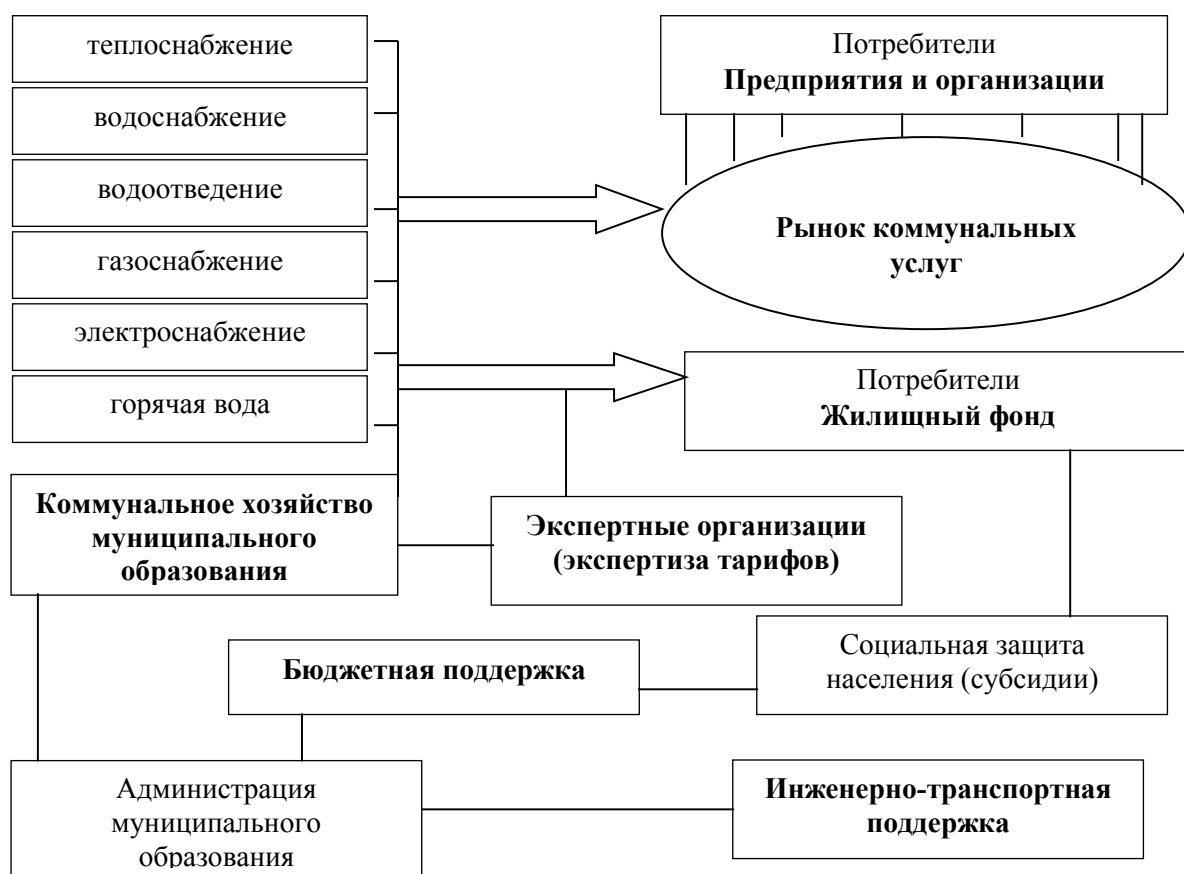 теплоснабжение
водоснабжение
водоотведение
газоснабжение
электроснабжение
горячая вода
Потребители
Предприятия и организации
Рынок коммунальных
услуг
Потребители
Жилищный фонд
Коммунальное хозяйство
муниципального
образования
Экспертные организации
(экспертиза тарифов)
Бюджетная поддержка
Социальная защита
населения (субсидии)
Администрация
муниципального
образования
Инженерно-транспортная
поддержка